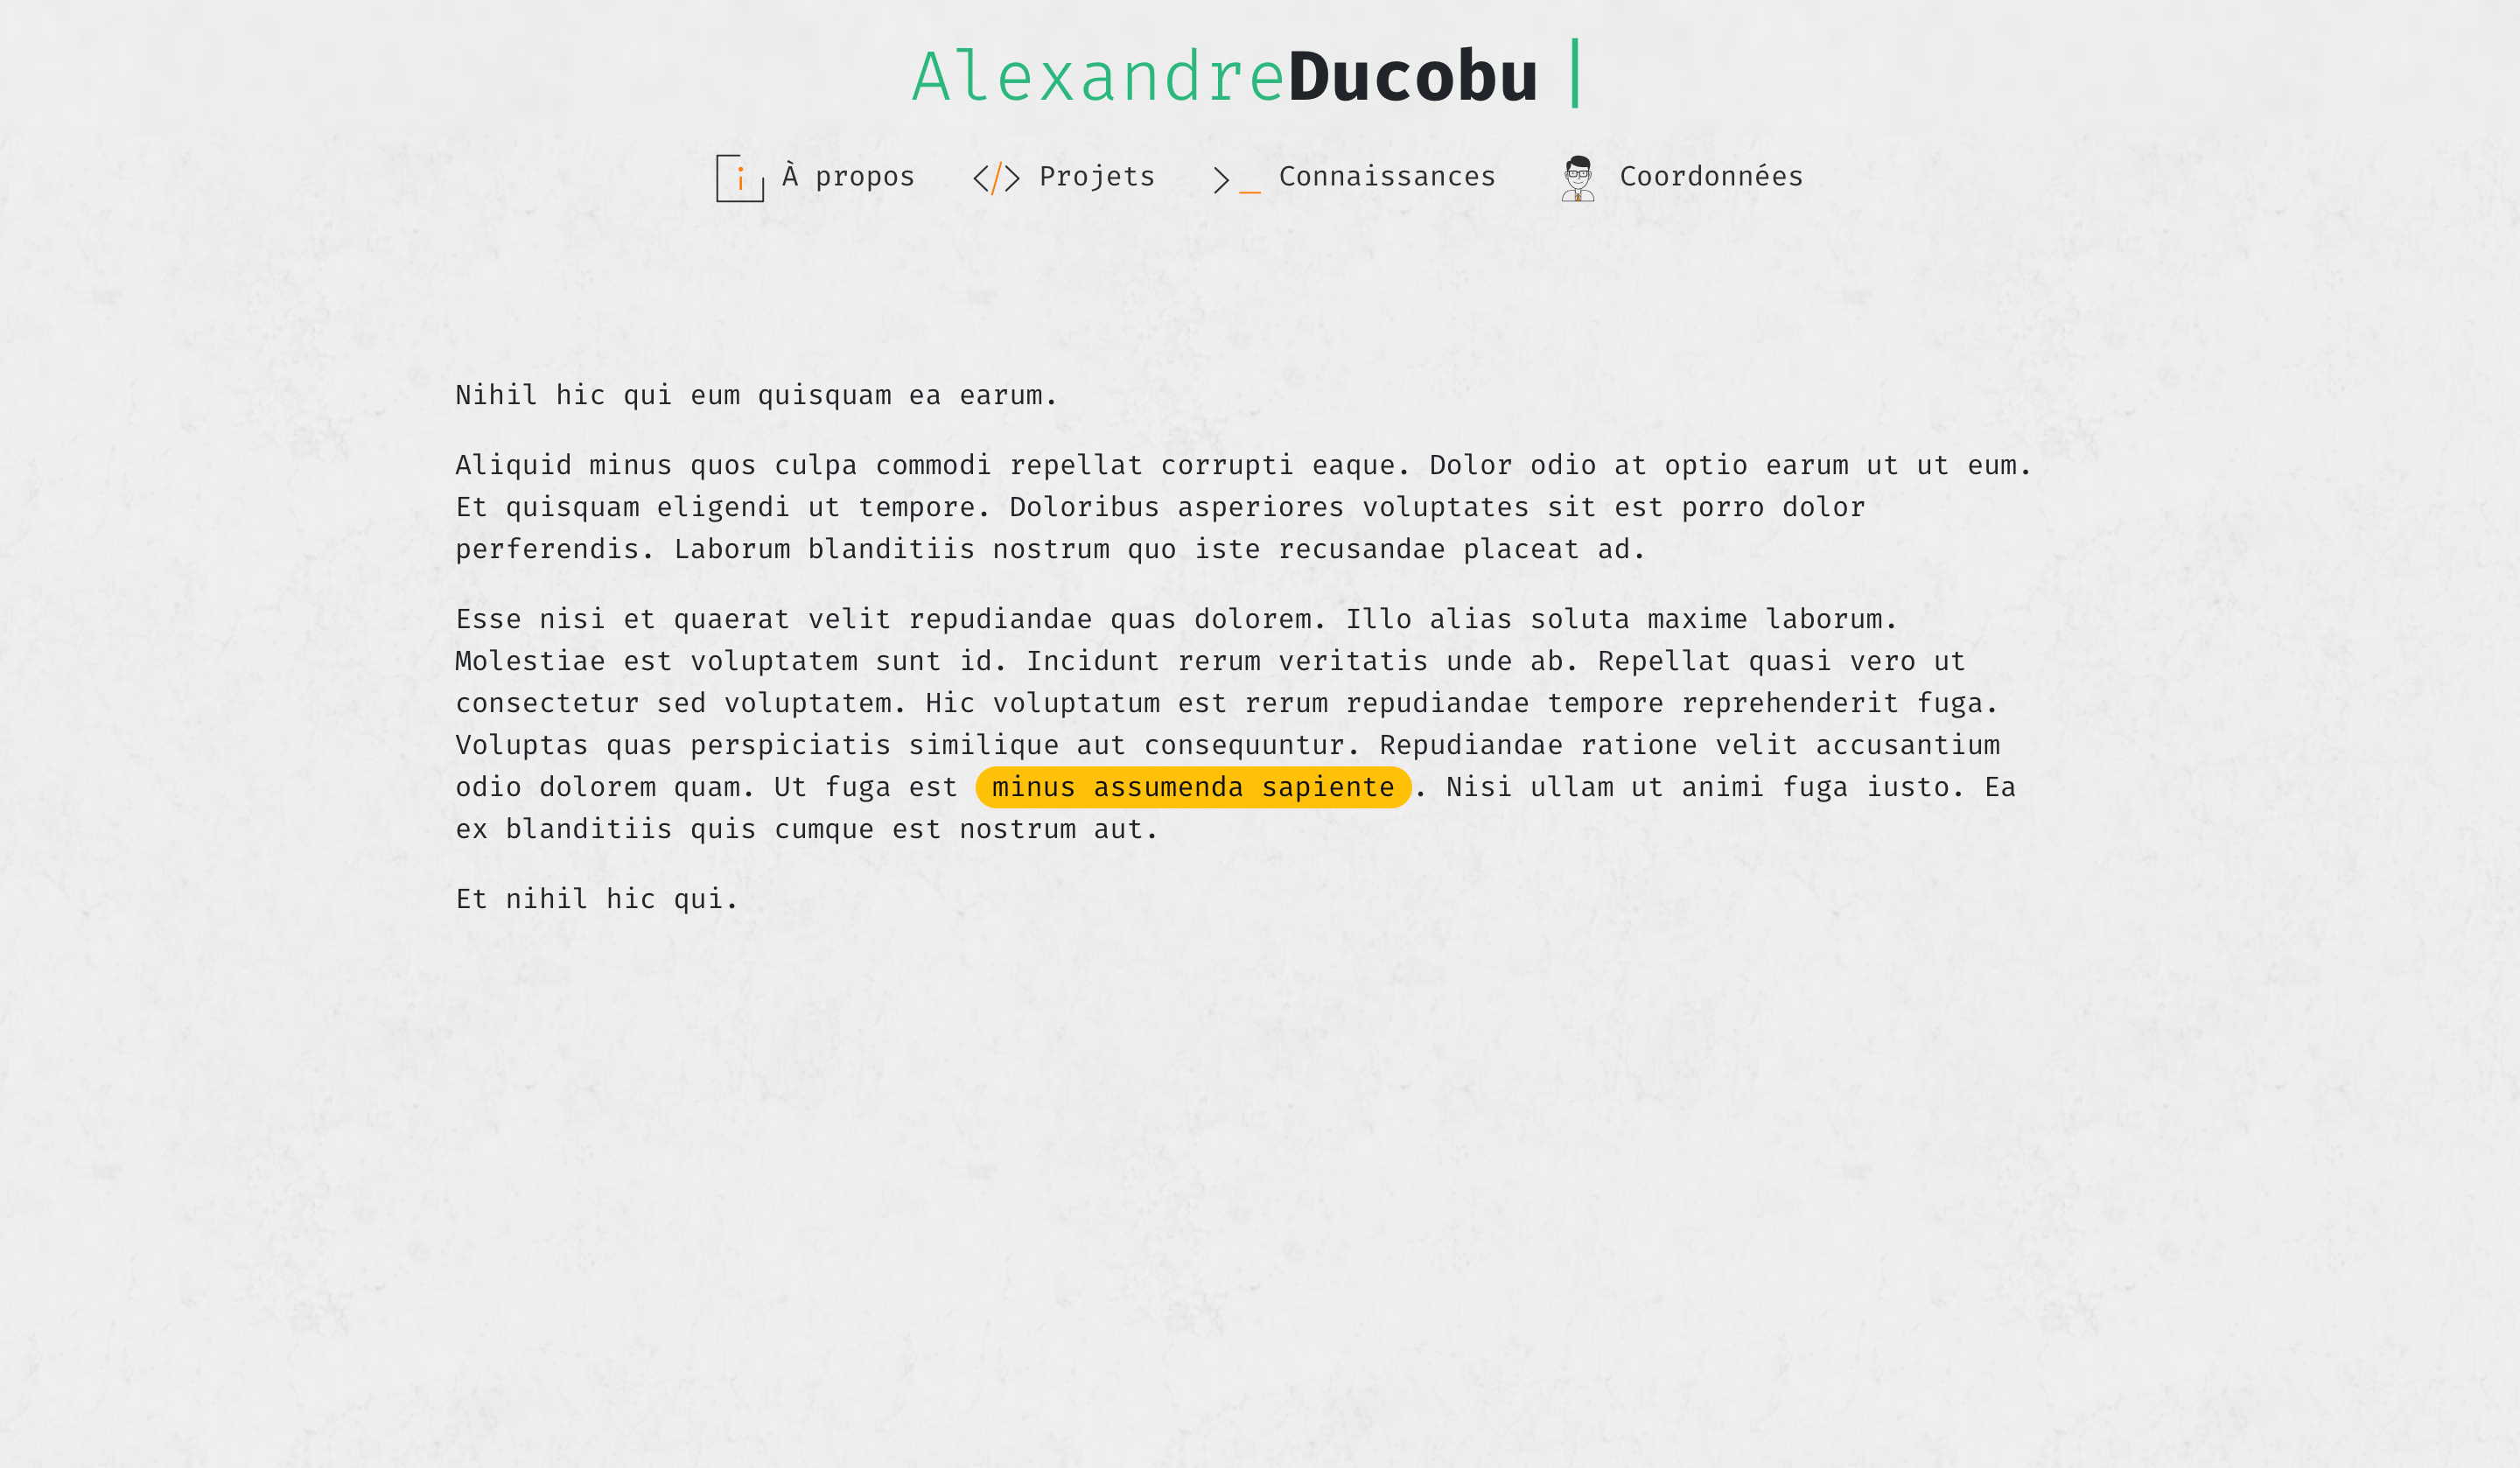 AlexandreDucobu
À propos
</> Projets
>_ Connaissances
Coordonnées
Nihil hic qui eum quisquam ea earum.
Aliquid minus quos culpa commodi repellat corrupti eaque. Dolor odio at optio earum ut ut eum.
Et quisquam eligendi ut tempore. Doloribus asperiores voluptates sit est porro dolor
perferendis. Laborum blanditiis nostrum quo iste recusandae placeat ad.
Esse nisi et quaerat velit repudiandae quas dolorem. Illo alias soluta maxime laborum.
Molestiae est voluptatem sunt id. Incidunt rerum veritatis unde ab. Repellat quasi vero ut
consectetur sed voluptatem. Hic voluptatum est rerum repudiandae tempore reprehenderit fuga.
Voluptas quas perspiciatis similique aut consequuntur. Repudiandae ratione velit accusantium
odio dolorem quam. Ut fuga est minus assumenda sapiente. Nisi ullam ut animi fuga iusto. Ea
ex blanditiis quis cumque est nostrum aut.
Et nihil hic qui.